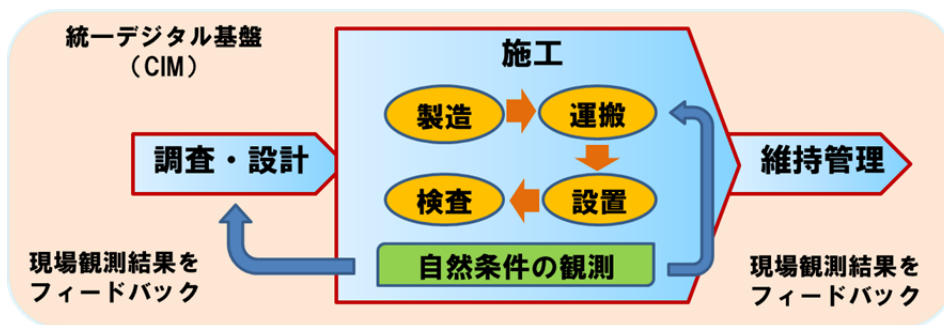 統一デジタル基盤
（CIM）
施工
製造
運搬
調査・設計
維持管理
検査
設置
自然条件の観測
現場観測結果を
フィードバック
現場観測結果を
フィードバック